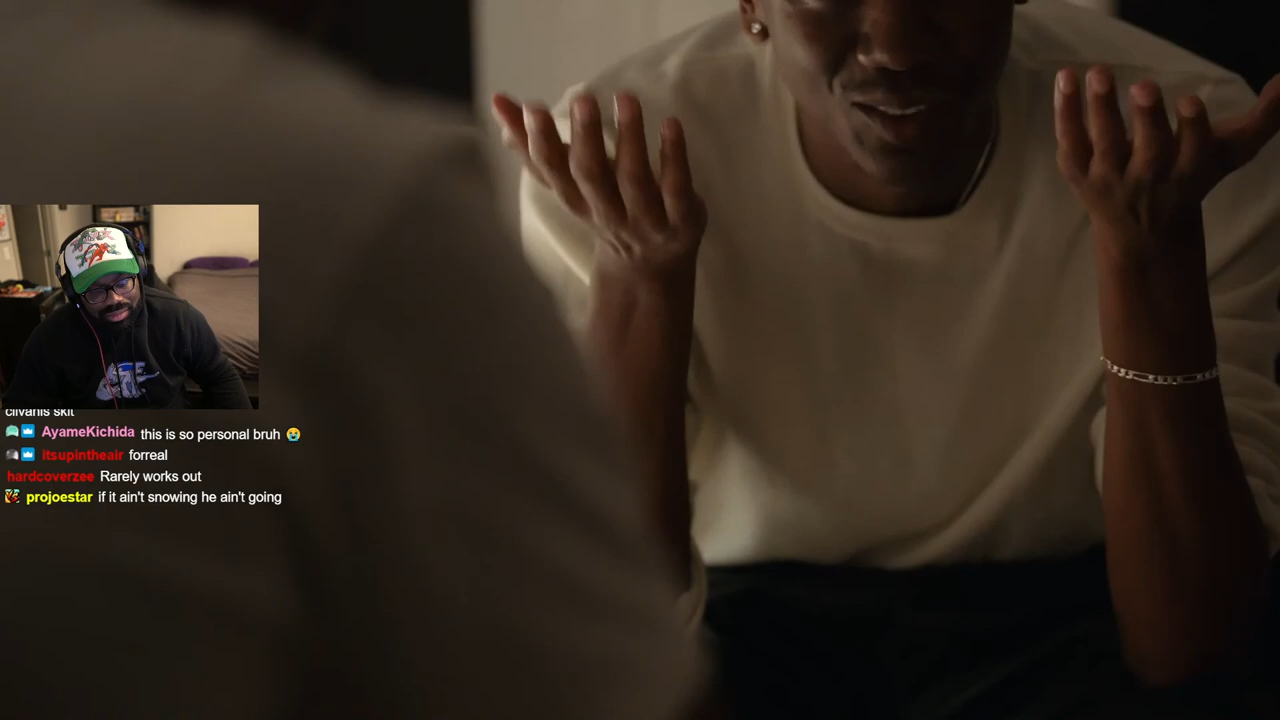 clivanis skit
AyameKichida this is so personal bruh 😭
itsupintheair forreal
hardcoverzee Rarely works out
projoestar if it ain't snowing he ain't going